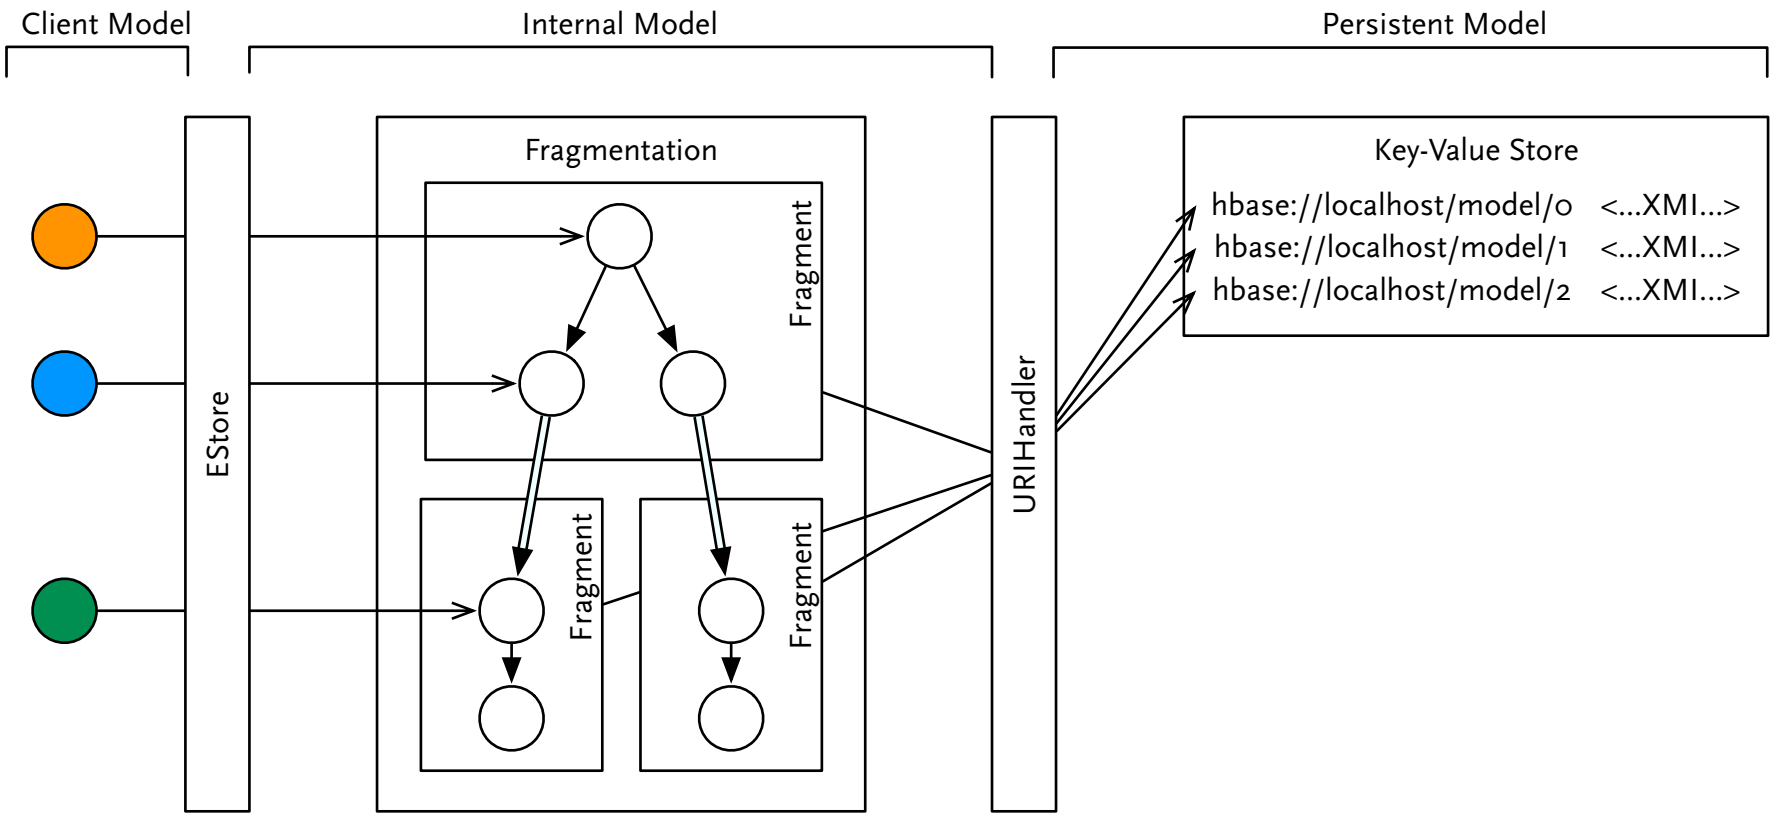 Client Model
Internal Model
Persistent Model
EStore
Fragmentation
Fragment
Fragment
Fragment
URIHandler
Key-Value Store
hbase://localhost/model/0 <...XMI...>
hbase://localhost/model/1 <...XMI...>
hbase://localhost/model/2 <...XMI...>